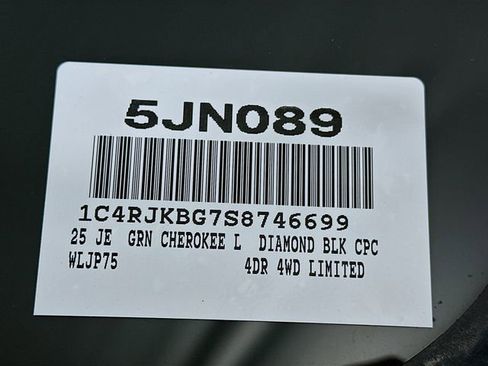 5JN089
1C4RJKBG7S8746699
25 JE GRN CHEROKEE L DIAMOND BLK CPC
WLJP75 4DR 4WD LIMITED